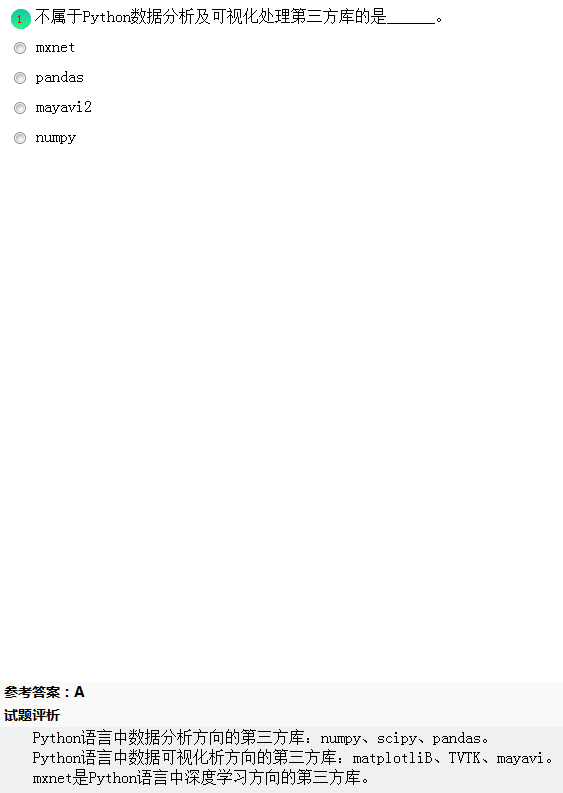 1 不属于Python数据分析及可视化处理第三方库的是______。
mxnet
pandas
mayavi2
numpy
参考答案：A
试题评析
Python语言中数据分析方向的第三方库：numpy、scipy、pandas。
Python语言中数据可视化析方向的第三方库：matplotliB、TVTK、mayavi。
mxnet是Python语言中深度学习方向的第三方库。